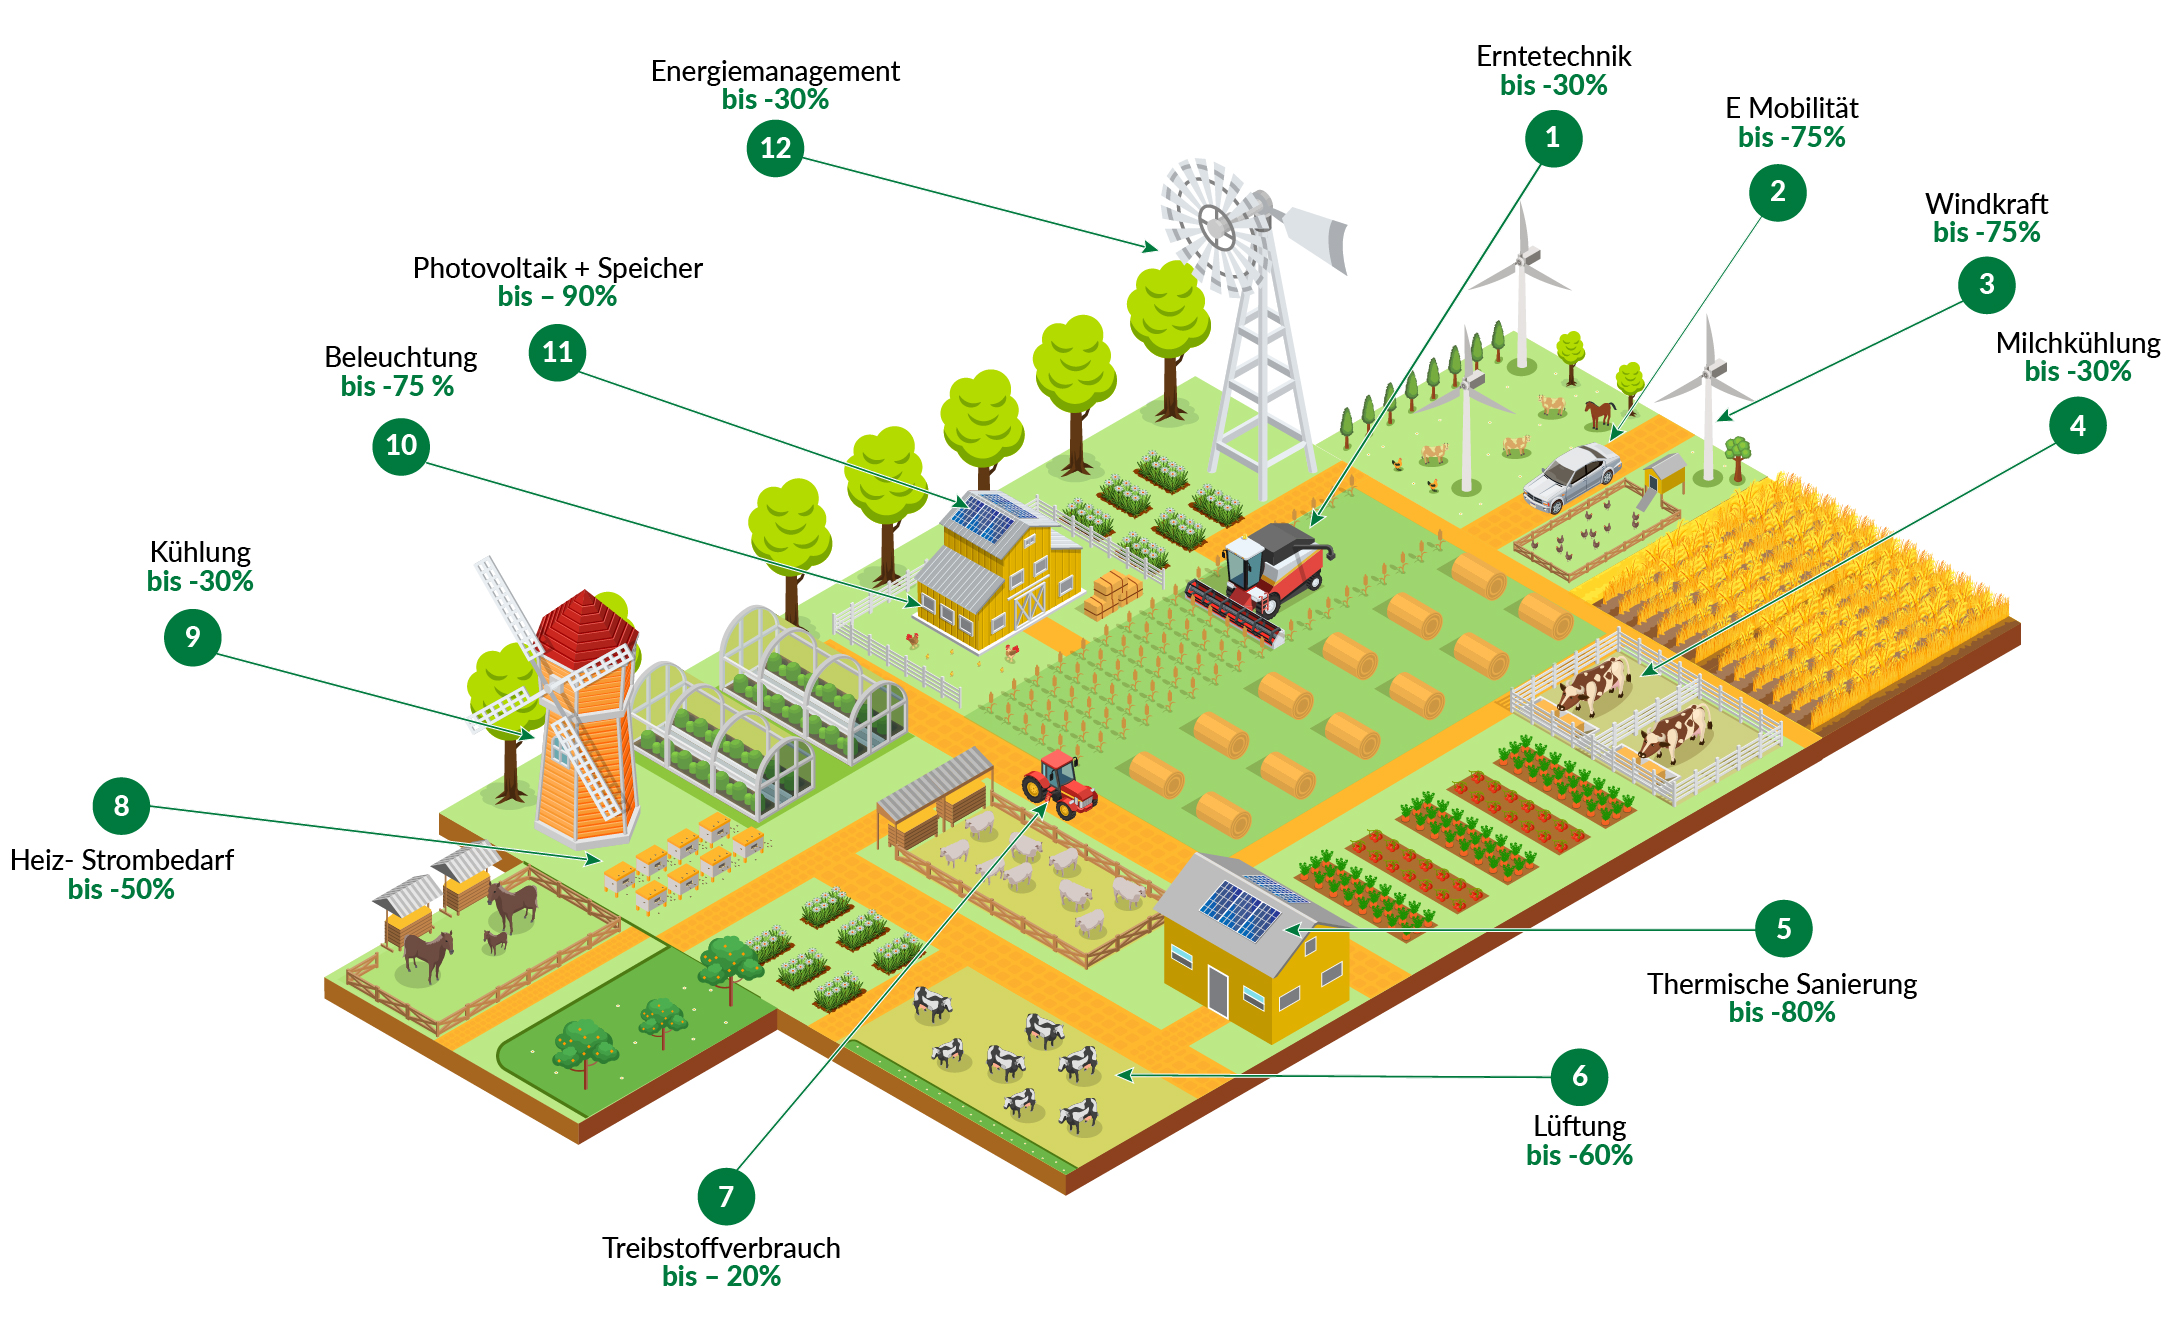 Erntetechnik
bis -30%
1
E Mobilität
bis -75%
2
Windkraft
bis -75%
3
Milchkühlung
bis -30%
4
5
Thermische Sanierung
bis -80%
6
Lüftung
bis -60%
7
Treibstoffverbrauch
bis – 20%
8
Heiz- Strombedarf
bis -50%
Kühlung
bis -30%
9
Beleuchtung
bis -75 %
10
Photovoltaik + Speicher
bis – 90%
11
Energiemanagement
bis -30%
12